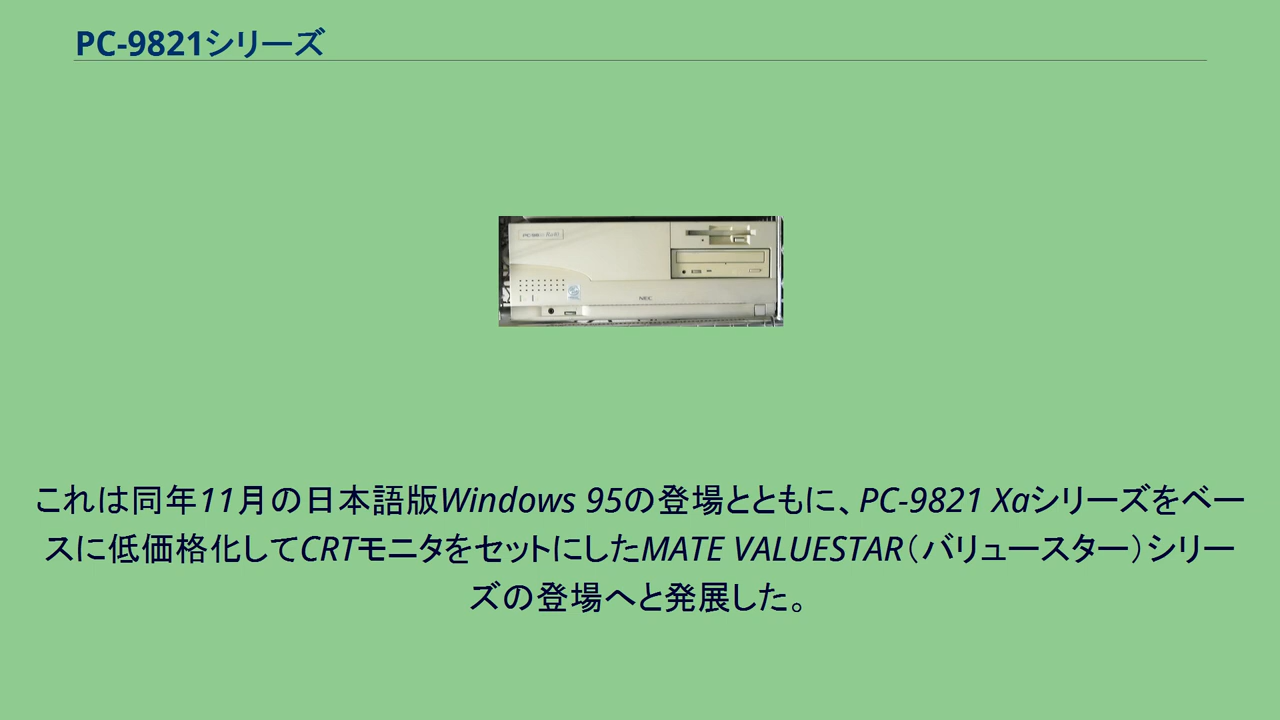 PC-9821シリーズ
NEC
これは同年11月の日本語版Windows 95の登場とともに、PC-9821 Xaシリーズをベー
スに低価格化してCRTモニタをセットにしたMATE VALUESTAR（バリュースター）シリー
ズの登場へと発展した。